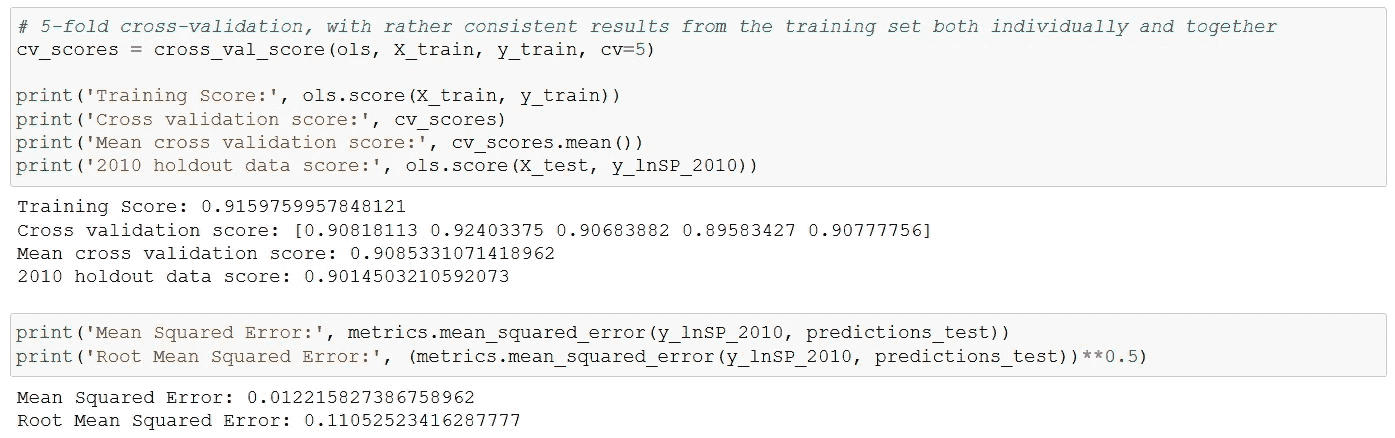 # 5-fold cross-validation, with rather consistent results from the training set both individually and together
cv_scores = cross_val_score(ols, X_train, y_train, cv=5)
print('Training Score:', ols.score(X_train, y_train))
print('Cross validation score:', cv_scores)
print('Mean cross validation score:', cv_scores.mean())
print('2010 holdout data score:', ols.score(X_test, y_lnSP_2010))
Training Score: 0.9159759957848121
Cross validation score: [0.90818113 0.92403375 0.90683882 0.89583427 0.90777756]
Mean cross validation score: 0.9085331071418962
2010 holdout data score: 0.9014503210592073
print('Mean Squared Error:', metrics.mean_squared_error(y_lnSP_2010, predictions_test))
print('Root Mean Squared Error:', (metrics.mean_squared_error(y_lnSP_2010, predictions_test))**0.5)
Mean Squared Error: 0.012215827386758962
Root Mean Squared Error: 0.11052523416287777